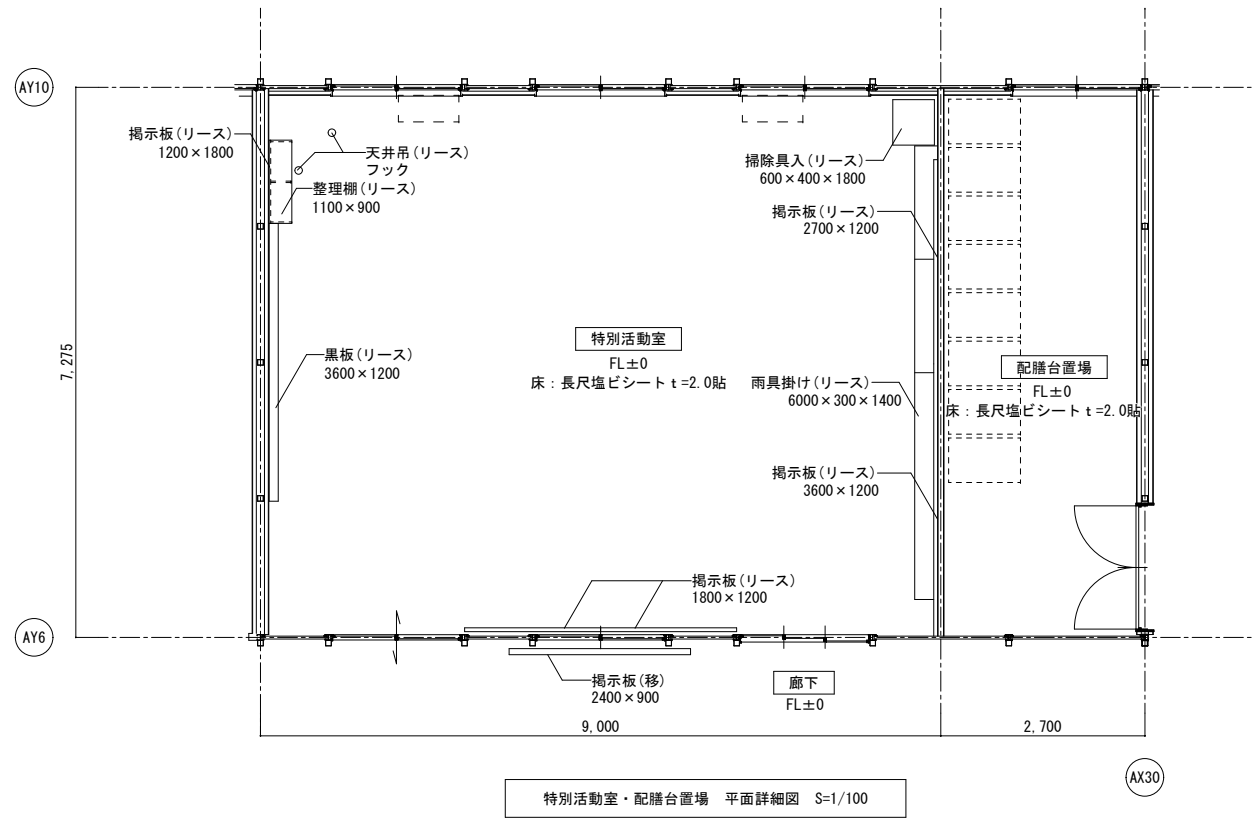 AY10
掲示板(リース)
1200×1800
天井吊(リース)
フック
整理棚(リース)
1100×900
掃除具入(リース)
600×400×1800
掲示板(リース)
2700×1200
7,275
黒板(リース)
3600×1200
特別活動室
FL±0
床：長尺塩ビシートt=2.0貼
雨具掛け(リース)
6000×300×1400
配膳台置場
FL±0
床：長尺塩ビシートt=2.0貼
掲示板(リース)
3600×1200
掲示板(リース)
1800×1200
AY6
掲示板(移)
2400×900
廊下
FL±0
9,000
2,700
AX30
特別活動室・配膳台置場 平面詳細図 S=1/100